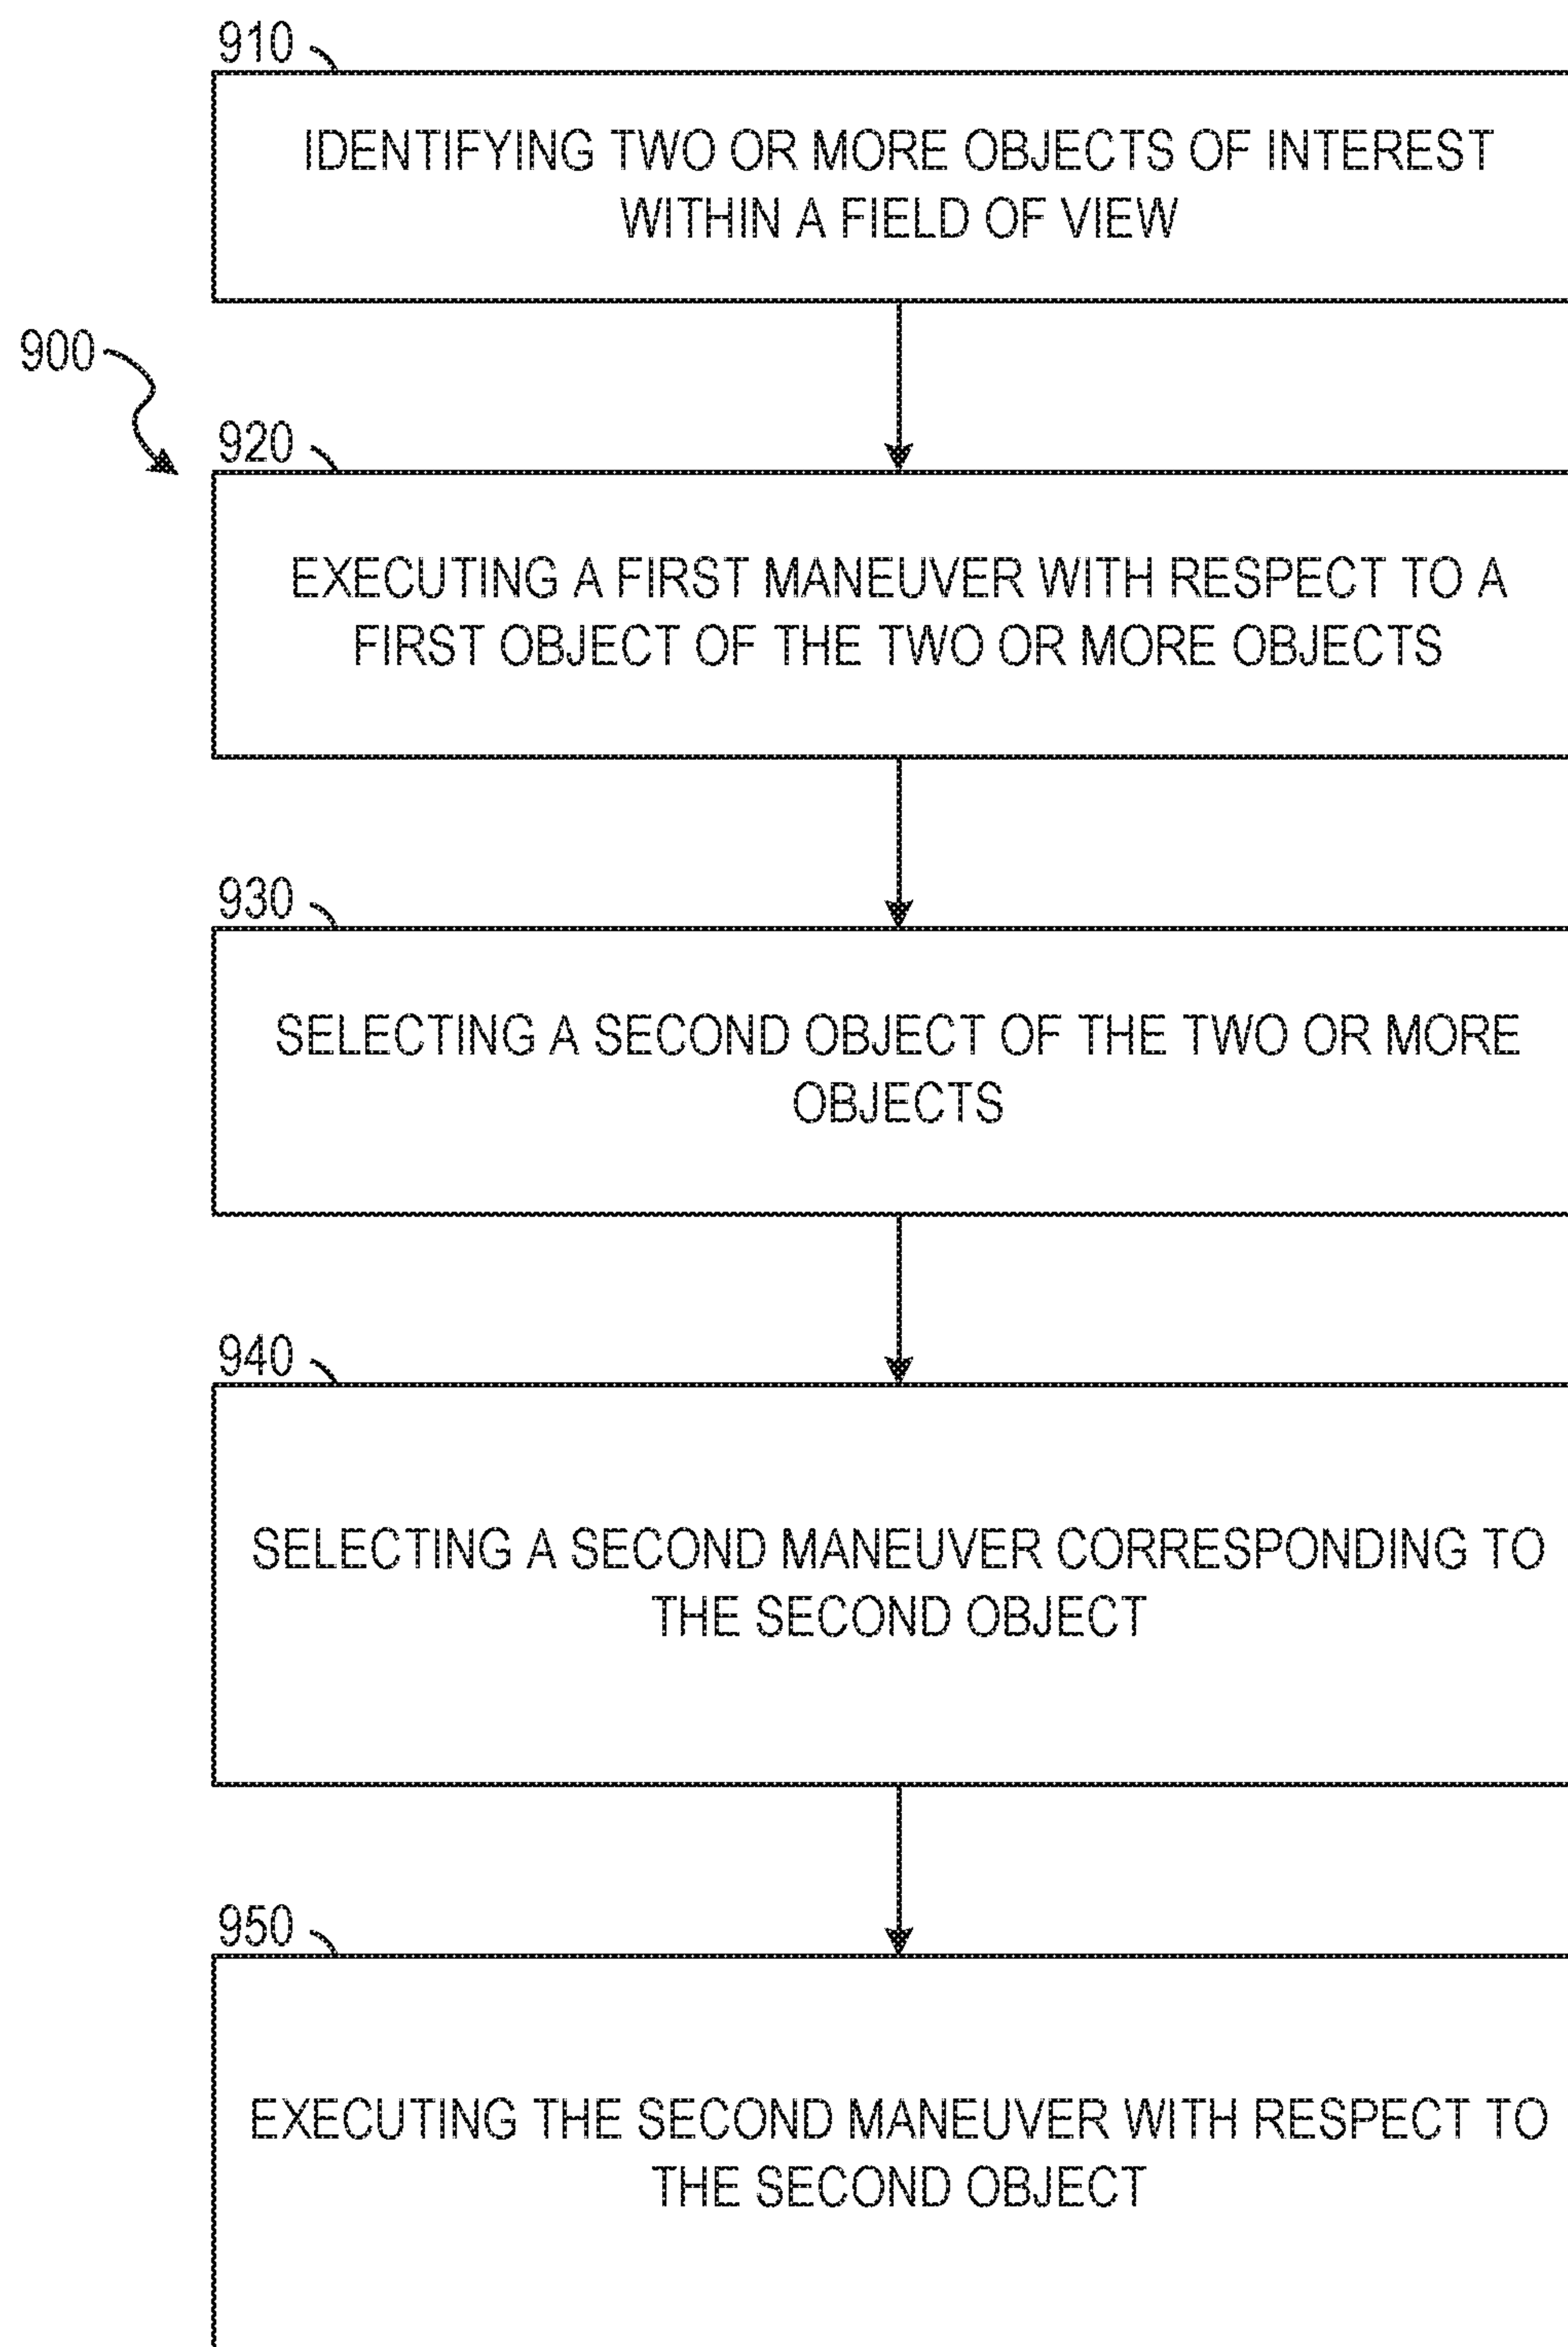 910
IDENTIFYING TWO OR MORE OBJECTS OF INTEREST
WITHIN A FIELD OF VIEW
900
920
EXECUTING A FIRST MANEUVER WITH RESPECT TO A
FIRST OBJECT OF THE TWO OR MORE OBJECTS
930
SELECTING A SECOND OBJECT OF THE TWO OR MORE
OBJECTS
940
SELECTING A SECOND MANEUVER CORRESPONDING TO
THE SECOND OBJECT
950
EXECUTING THE SECOND MANEUVER WITH RESPECT TO
THE SECOND OBJECT